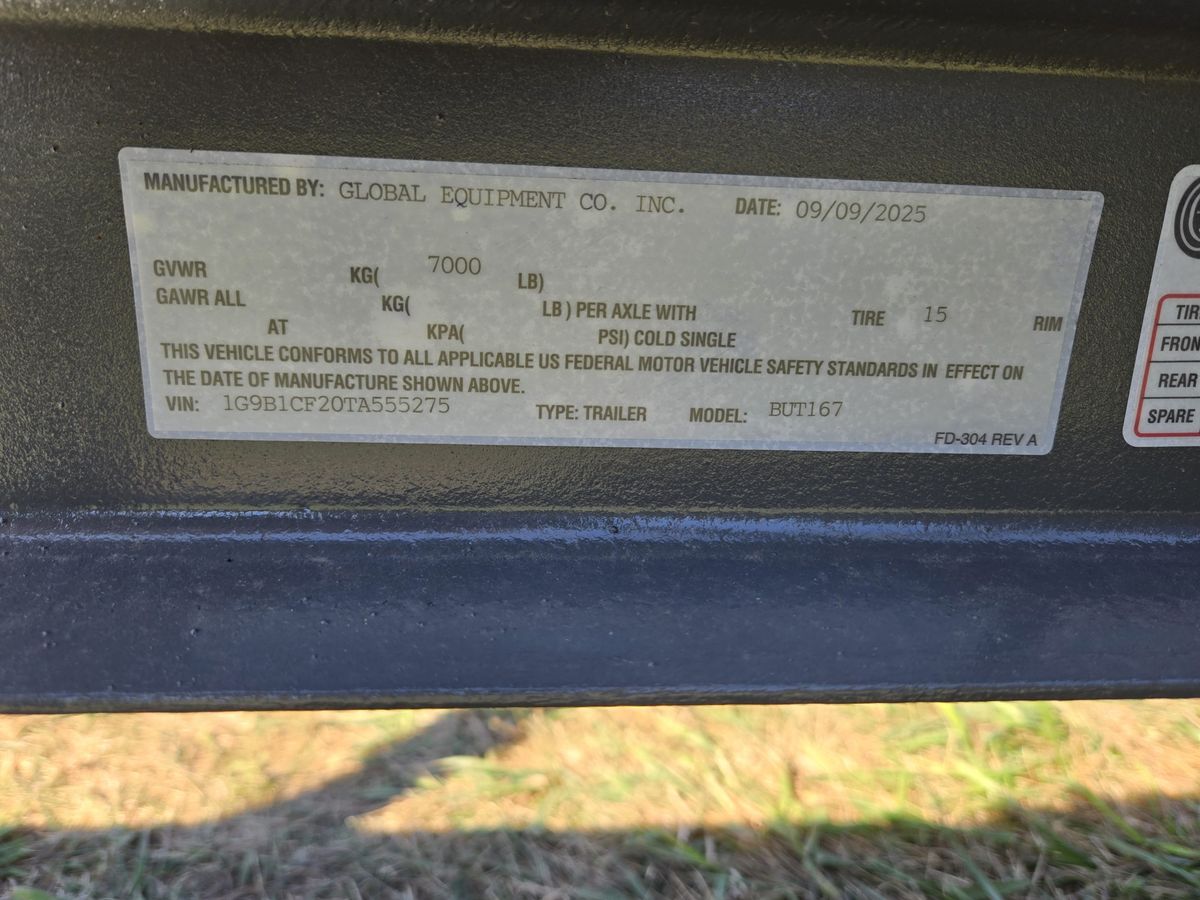 MANUFACTURED BY: GLOBAL EQUIPMENT CO. INC. DATE: 09/09/2025
GVWR KG( 7000 LB)
GAWR ALL KG( LB) PER AXLE WITH TIRE 15 RIM
AT KPA( PSI) COLD SINGLE
THIS VEHICLE CONFORMS TO ALL APPLICABLE US FEDERAL MOTOR VEHICLE SAFETY STANDARDS IN EFFECT ON
THE DATE OF MANUFACTURE SHOWN ABOVE.
VIN: 1G9B1CF20TA555275 TYPE: TRAILER MODEL: BUT167
FD-304 REV A
FRON
REAR
SPARE